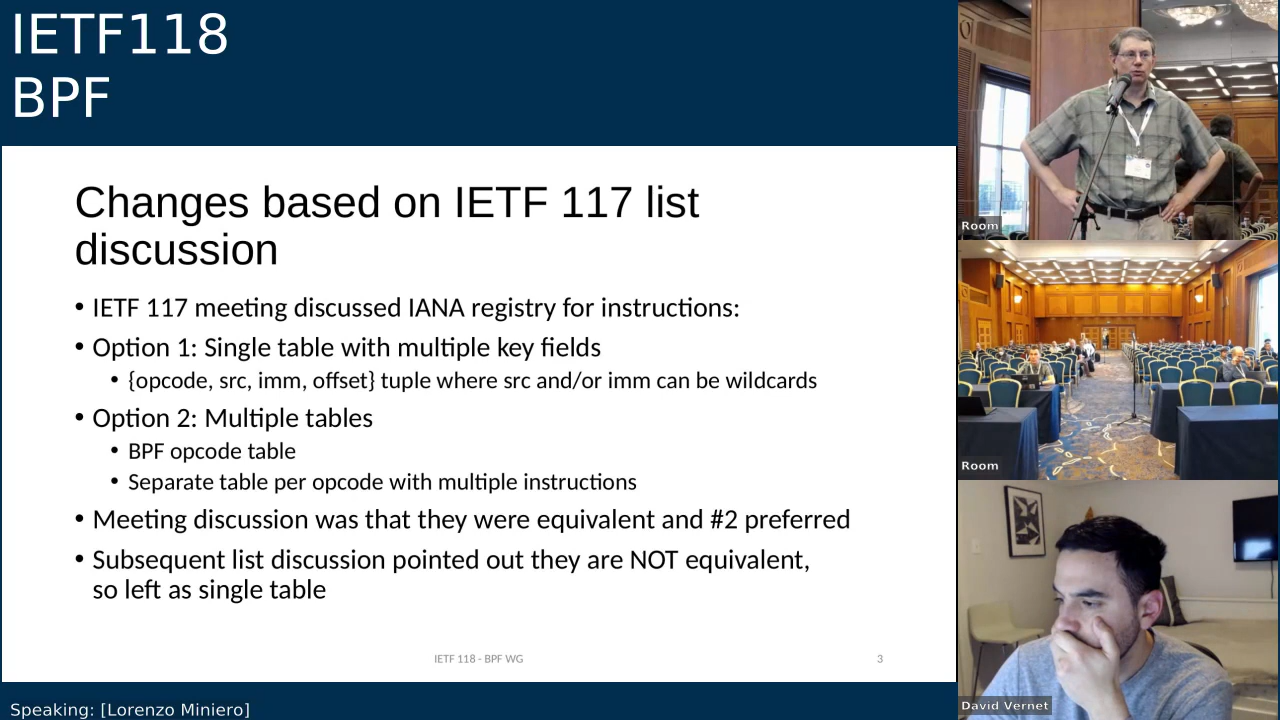 IETF118
BPF
Changes based on IETF 117 list
discussion
• IETF 117 meeting discussed IANA registry for instructions:
• Option 1: Single table with multiple key fields
• {opcode, src, imm, offset} tuple where src and/or imm can be wildcards
• Option 2: Multiple tables
• BPF opcode table
• Separate table per opcode with multiple instructions
• Meeting discussion was that they were equivalent and #2 preferred
• Subsequent list discussion pointed out they are NOT equivalent,
so left as single table
IETF 118 - BPF WG
3
Speaking: [Lorenzo Miniero]
Room
Room
David Vernet